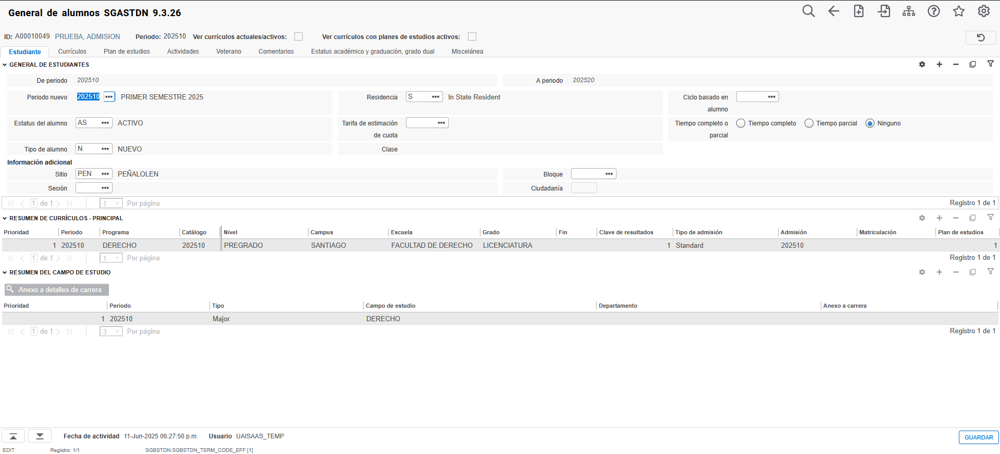 General de alumnos SGASTDN 9.3.26
ID: A00010049 PRUEBA, ADMISION Periodo: 202510 Ver currículos actuales/activos: Ver currículos con planes de estudios activos:
Estudiante Currículos Plan de estudios Actividades Veterano Comentarios Estatus académico y graduación, grado dual Miscelánea
GENERAL DE ESTUDIANTES
De periodo 202510 A periodo 202520
Periodo nuevo 202510 PRIMER SEMESTRE 2025 Residencia S In State Resident Ciclo basado en alumno
Estatus del alumno AS ACTIVO Tarifa de estimación de cuota Tiempo completo o parcial Tiempo completo Tiempo parcial Ninguno
Tipo de alumno N NUEVO Clase
Información adicional
Sitio PEN PEÑALOLEN Bloque
Sesión Ciudadanía
1 de 1 1 Por página Registro 1 de 1
RESUMEN DE CURRÍCULOS - PRINCIPAL
Prioridad Periodo Programa Catálogo Nivel Campus Escuela Grado Fin Clave de resultados Tipo de admisión Admisión Matriculación Plan de estudios
1 202510 DERECHO 202510 PREGRADO SANTIAGO FACULTAD DE DERECHO LICENCIATURA 1 Standard 202510 1
1 de 1 1 Por página Registro 1 de 1
RESUMEN DEL CAMPO DE ESTUDIO
Anexo a detalles de carrera
Prioridad Periodo Tipo Campo de estudio Departamento Anexo a carrera
1 202510 Major DERECHO
1 de 1 3 Por página Registro 1 de 1
Fecha de actividad 11-Jun-2025 06:27:50 p.m. Usuario UAISAAS_TEMP GUARDAR
EDIT Registro: 1/1 SGBSTDN.SGBSTDN_TERM_CODE_EFF [1]